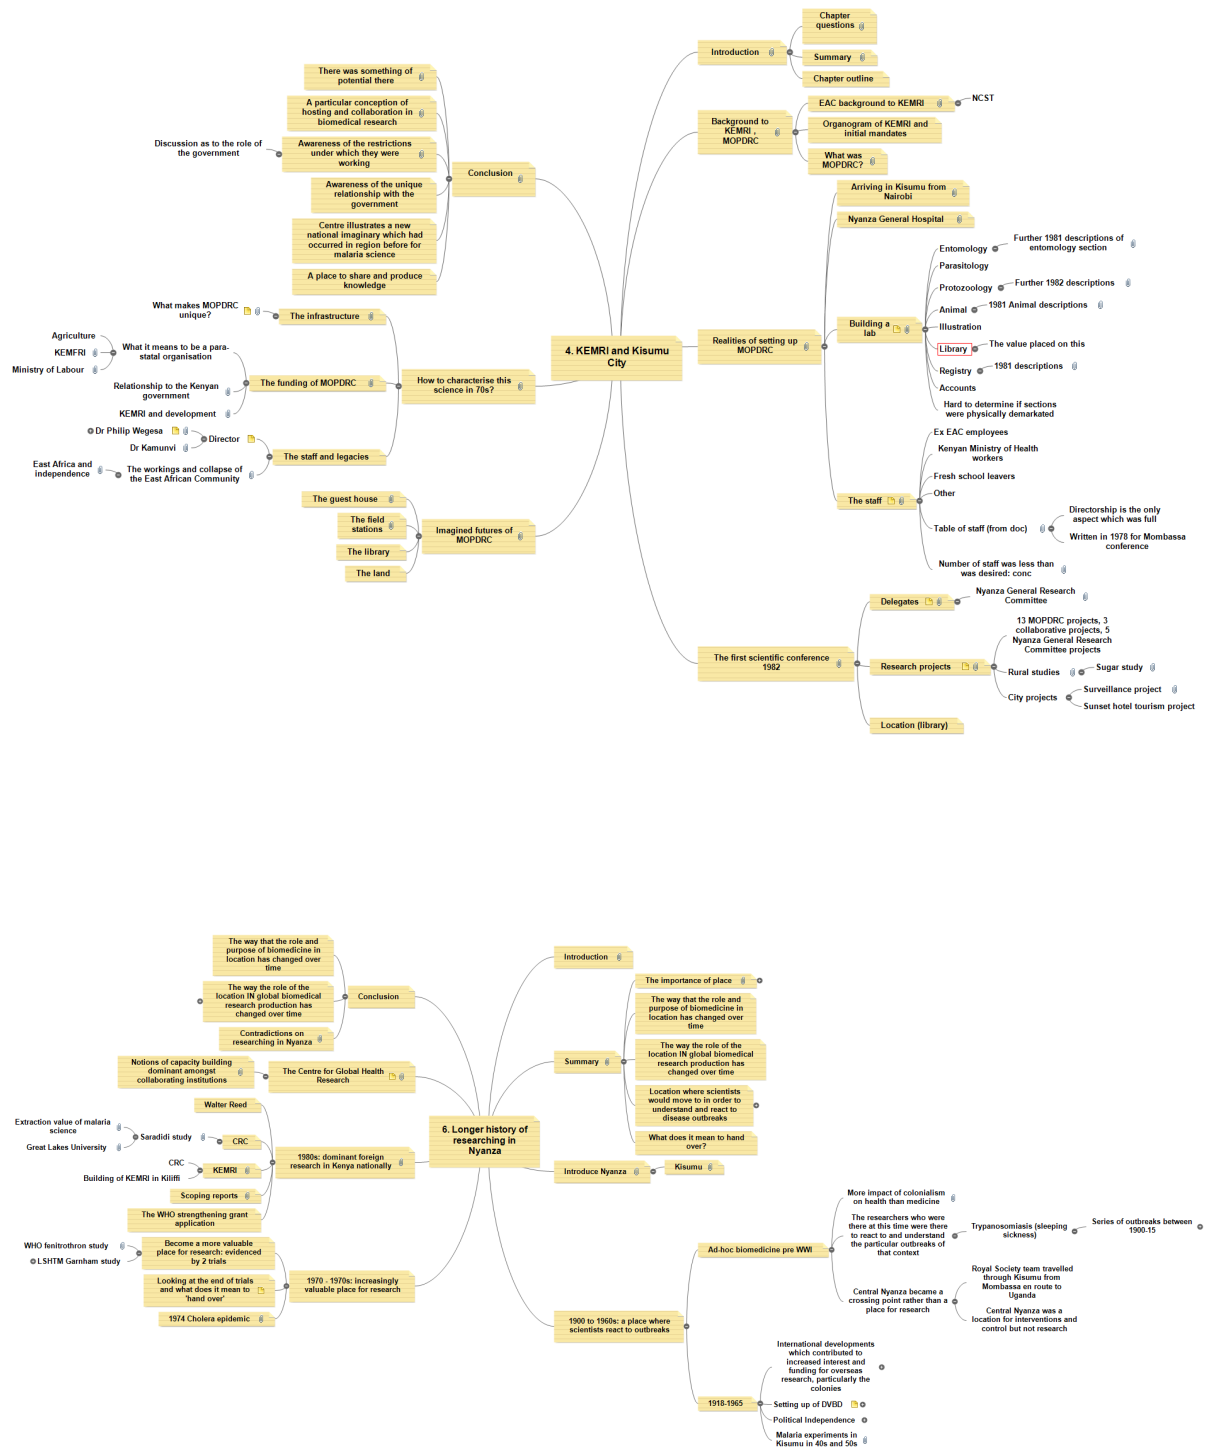 4. KEMRI and Kisumu
City
Introduction
Chapter
questions
Summary
Chapter outline
Background to
KEMRI ,
MOPDRC
EAC background to KEMRI
NCST
Organogram of KEMRI and
initial mandates
What was
MOPDRC?
Realities of setting up
MOPDRC
Arriving in Kisumu from
Nairobi
Nyanza General Hospital
Building a
lab
Entomology
Further 1981 descriptions of
entomology section
Parasitology
Protozoology
Further 1982 descriptions
Animal
1981 Animal descriptions
Illustration
Library
The value placed on this
Registry
1981 descriptions
Accounts
Hard to determine if sections
were physically demarkated
The staff
Ex EAC employees
Kenyan Ministry of Health
workers
Fresh school leavers
Other
Table of staff (from doc)
Directorship is the only
aspect which was full
Written in 1978 for Mombassa
conference
Number of staff was less than
was desired: conc
The first scientific conference
1982
Delegates
Nyanza General Research
Committee
Research projects
13 MOPDRC projects, 3
collaborative projects, 5
Nyanza General Research
Committee projects
Rural studies
Sugar study
City projects
Surveillance project
Sunset hotel tourism project
Location (library)
Conclusion
There was something of
potential there
A particular conception of
hosting and collaboration in
biomedical research
Awareness of the restrictions
under which they were
working
Discussion as to the role of
the government
Awareness of the unique
relationship with the
government
Centre illustrates a new
national imaginary which had
occurred in region before for
malaria science
A place to share and produce
knowledge
How to characterise this
science in 70s?
The infrastructure
What makes MOPDRC
unique?
The funding of MOPDRC
What it means to be a para-
statal organisation
Agriculture
KEMFRI
Ministry of Labour
Relationship to the Kenyan
government
KEMRI and development
The staff and legacies
Director
Dr Philip Wegesa
Dr Kamunvi
The workings and collapse of
the East African Community
East Africa and
independence
Imagined futures of
MOPDRC
The guest house
The field
stations
The library
The land
6. Longer history of
researching in
Nyanza
Introduction
Summary
The importance of place
The way that the role and
purpose of biomedicine in
location has changed over
time
The way the role of the
location IN global biomedical
research production has
changed over time
Location where scientists
would move to in order to
understand and react to
disease outbreaks
What does it mean to hand
over?
Introduce Nyanza
Kisumu
1900 to 1960s: a place where
scientists react to outbreaks
Ad-hoc biomedicine pre WWI
More impact of colonialism
on health than medicine
The researchers who were
there at this time were there
to react to and understand
the particular outbreaks of
that context
Trypanosomiasis (sleeping
sickness)
Series of outbreaks between
1900-15
Central Nyanza became a
crossing point rather than a
place for research
Royal Society team travelled
through Kisumu from
Mombassa en route to
Uganda
Central Nyanza was a
location for interventions and
control but not research
1918-1965
International developments
which contributed to
increased interest and
funding for overseas
research, particularly the
colonies
Setting up of DVBD
Political Independence
Malaria experiments in
Kisumu in 40s and 50s
Conclusion
The way that the role and
purpose of biomedicine in
location has changed over
time
The way the role of the
location IN global biomedical
research production has
changed over time
Contradictions on
researching in Nyanza
The Centre for Global Health
Research
Notions of capacity building
dominant amongst
collaborating institutions
1980s: dominant foreign
research in Kenya nationally
Walter Reed
CRC
Saradidi study
Extraction value of malaria
science
Great Lakes University
KEMRI
CRC
Building of KEMRI in Kiliffi
Scoping reports
The WHO strengthening grant
application
1970 - 1970s: increasingly
valuable place for research
Become a more valuable
place for research: evidenced
by 2 trials
WHO fenitrothron study
LSHTM Garnham study
Looking at the end of trials
and what does it mean to
'hand over'
1974 Cholera epidemic